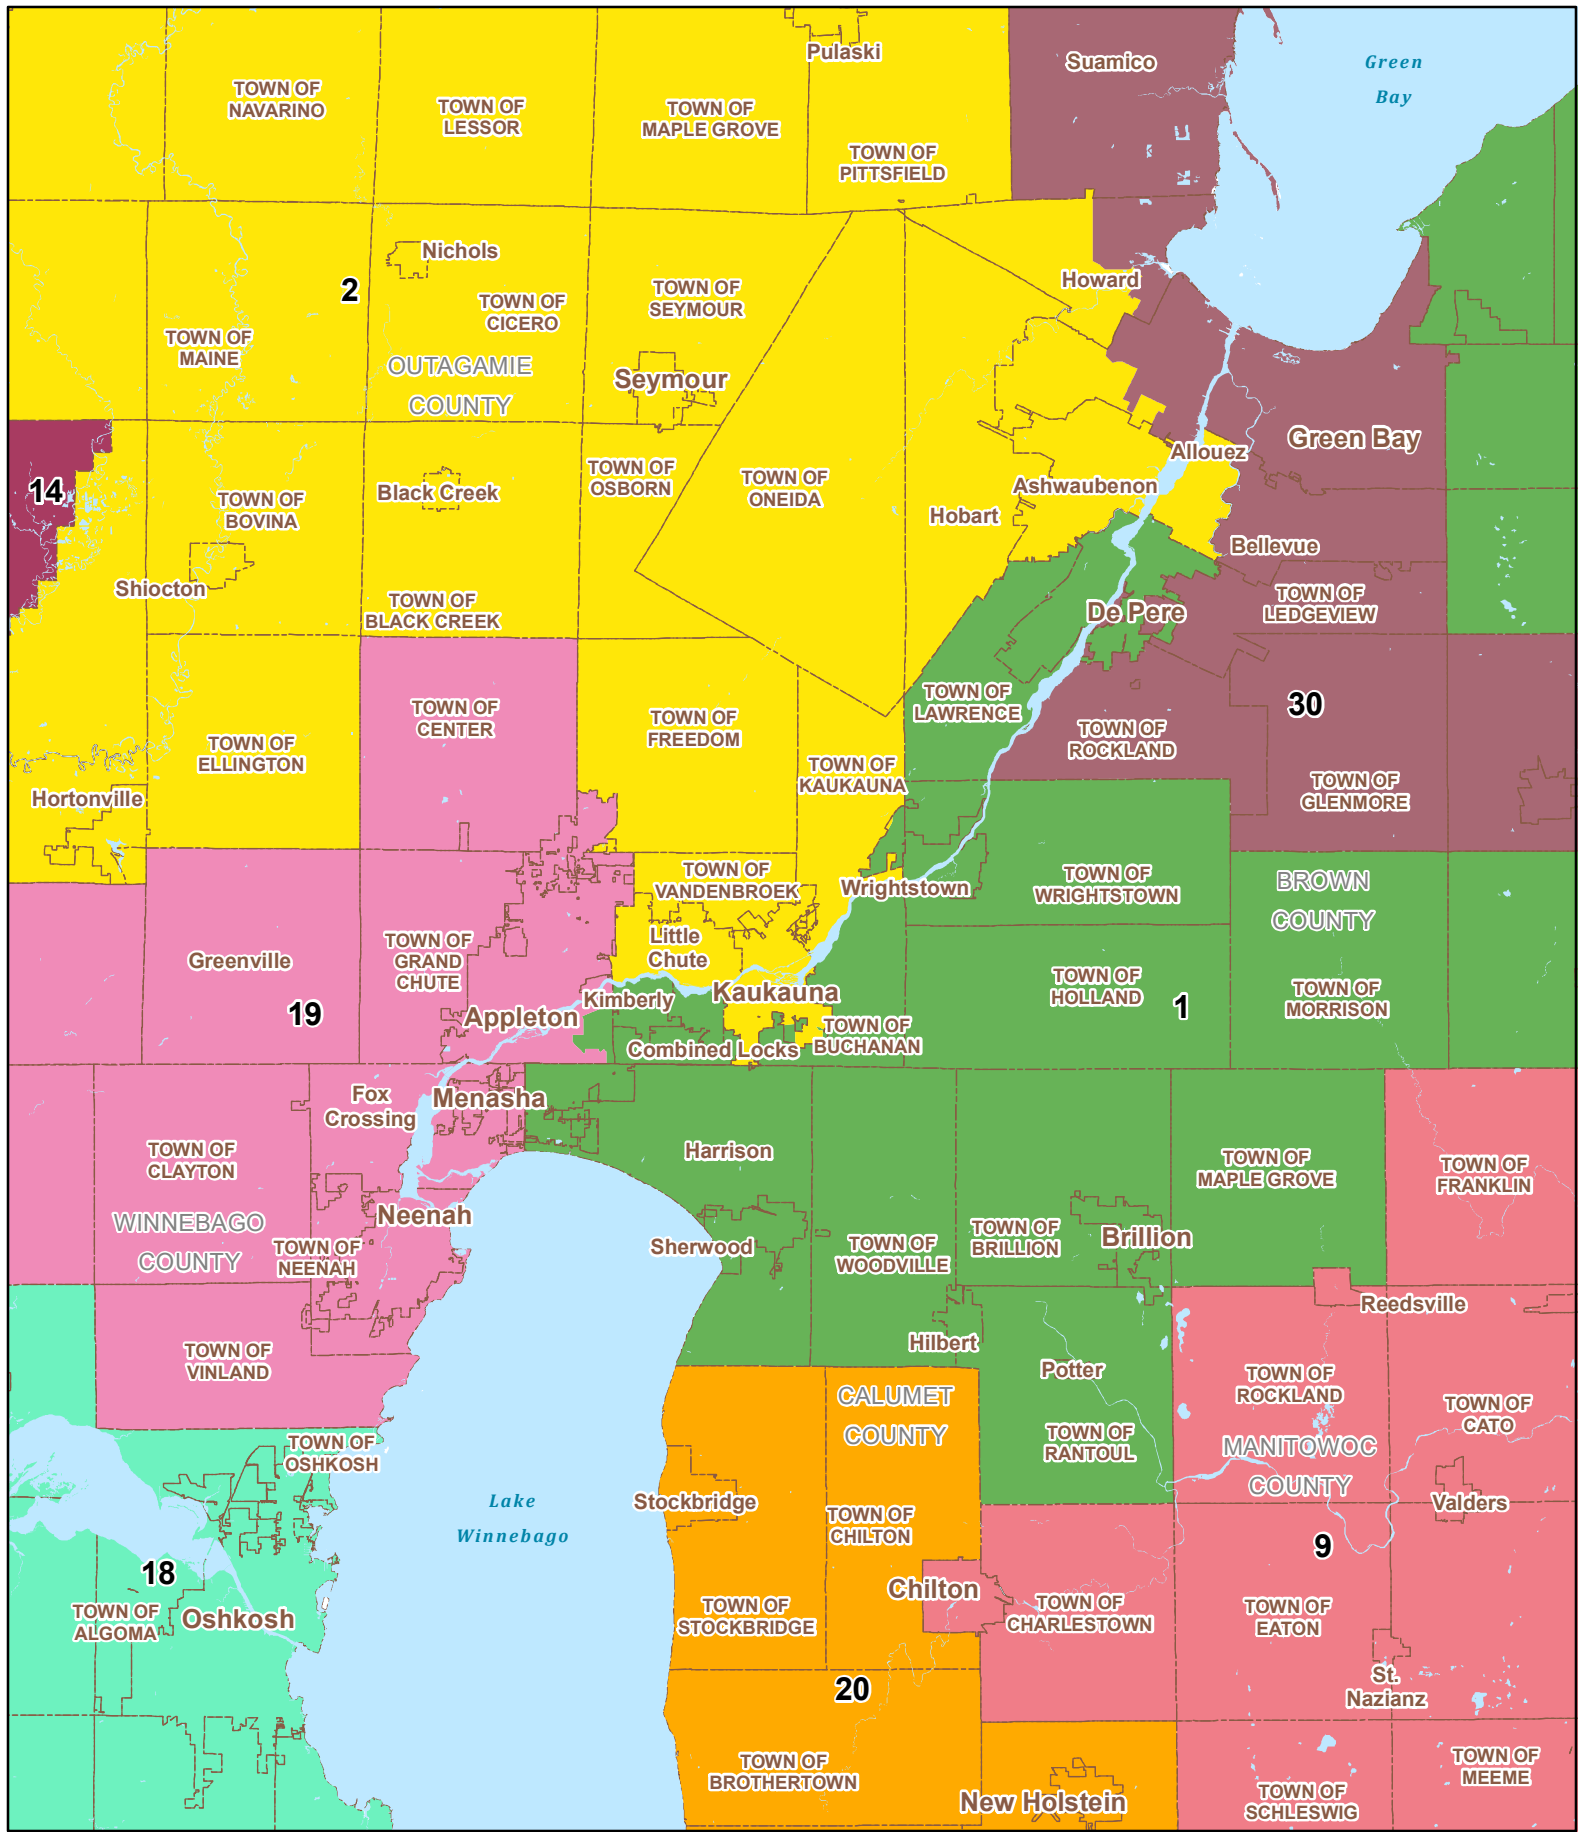 Pulaski
Suamico
Green
Bay
TOWN OF
NAVARINO
TOWN OF
LESSOR
TOWN OF
MAPLE GROVE
TOWN OF
PITTSFIELD
Nichols
2
TOWN OF
CICERO
TOWN OF
SEYMOUR
Howard
TOWN OF
MAINE
OUTAGAMIE
COUNTY
Seymour
Green Bay
Allouez
14
TOWN OF
BOVINA
Black Creek
TOWN OF
OSBORN
TOWN OF
ONEIDA
Ashwaubenon
Hobart
Bellevue
Shiocton
TOWN OF
BLACK CREEK
De Pere
TOWN OF
LEDGEVIEW
TOWN OF
CENTER
TOWN OF
FREEDOM
TOWN OF
LAWRENCE
30
TOWN OF
ROCKLAND
TOWN OF
ELLINGTON
TOWN OF
KAUKAUNA
TOWN OF
GLENMORE
Hortonville
TOWN OF
VANDENBROEK
Wrightstown
TOWN OF
WRIGHTSTOWN
BROWN
COUNTY
Greenville
TOWN OF
GRAND
CHUTE
Little
Chute
19
Appleton
Kimberly
Kaukauna
TOWN OF
HOLLAND
1
TOWN OF
MORRISON
Combined Locks
TOWN OF
BUCHANAN
Fox
Crossing
Menasha
TOWN OF
CLAYTON
Harrison
TOWN OF
MAPLE GROVE
TOWN OF
FRANKLIN
WINNEBAGO
COUNTY
TOWN OF
NEENAH
Neenah
Sherwood
TOWN OF
WOODVILLE
TOWN OF
BRILLION
Brillion
Reedsville
TOWN OF
VINLAND
Hilbert
Potter
TOWN OF
ROCKLAND
CALUMET
COUNTY
TOWN OF
CATO
TOWN OF
OSHKOSH
TOWN OF
RANTOUL
MANITOWOC
COUNTY
Lake
Winnebago
Stockbridge
TOWN OF
CHILTON
Valders
18
9
TOWN OF
ALGOMA
Oshkosh
TOWN OF
STOCKBRIDGE
Chilton
TOWN OF
CHARLESTOWN
TOWN OF
EATON
20
St.
Nazianz
TOWN OF
BROTHERTOWN
New Holstein
TOWN OF
SCHLESWIG
TOWN OF
MEEME